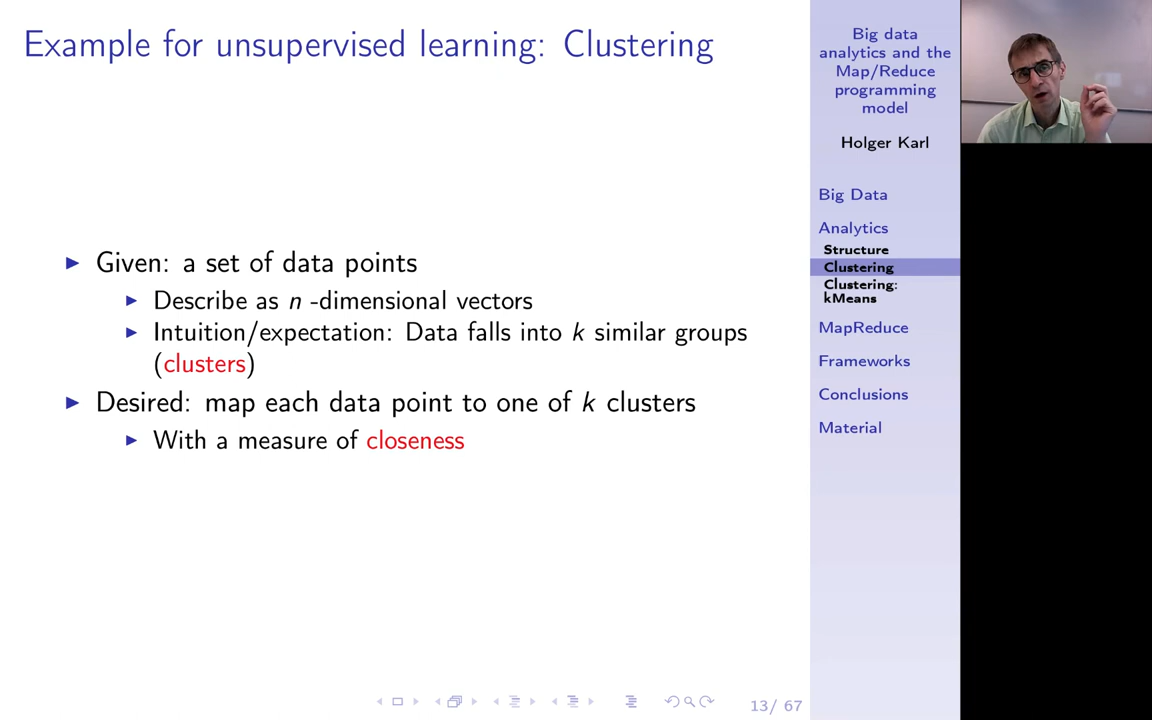 Example for unsupervised learning: Clustering
Given: a set of data points
Describe as n -dimensional vectors
Intuition/expectation: Data falls into k similar groups
(clusters)
Desired: map each data point to one of k clusters
With a measure of closeness
13/ 67
Big data
analytics and the
Map/Reduce
programming
model
Holger Karl
Big Data
Analytics
Structure
Clustering
Clustering:
kMeans
MapReduce
Frameworks
Conclusions
Material